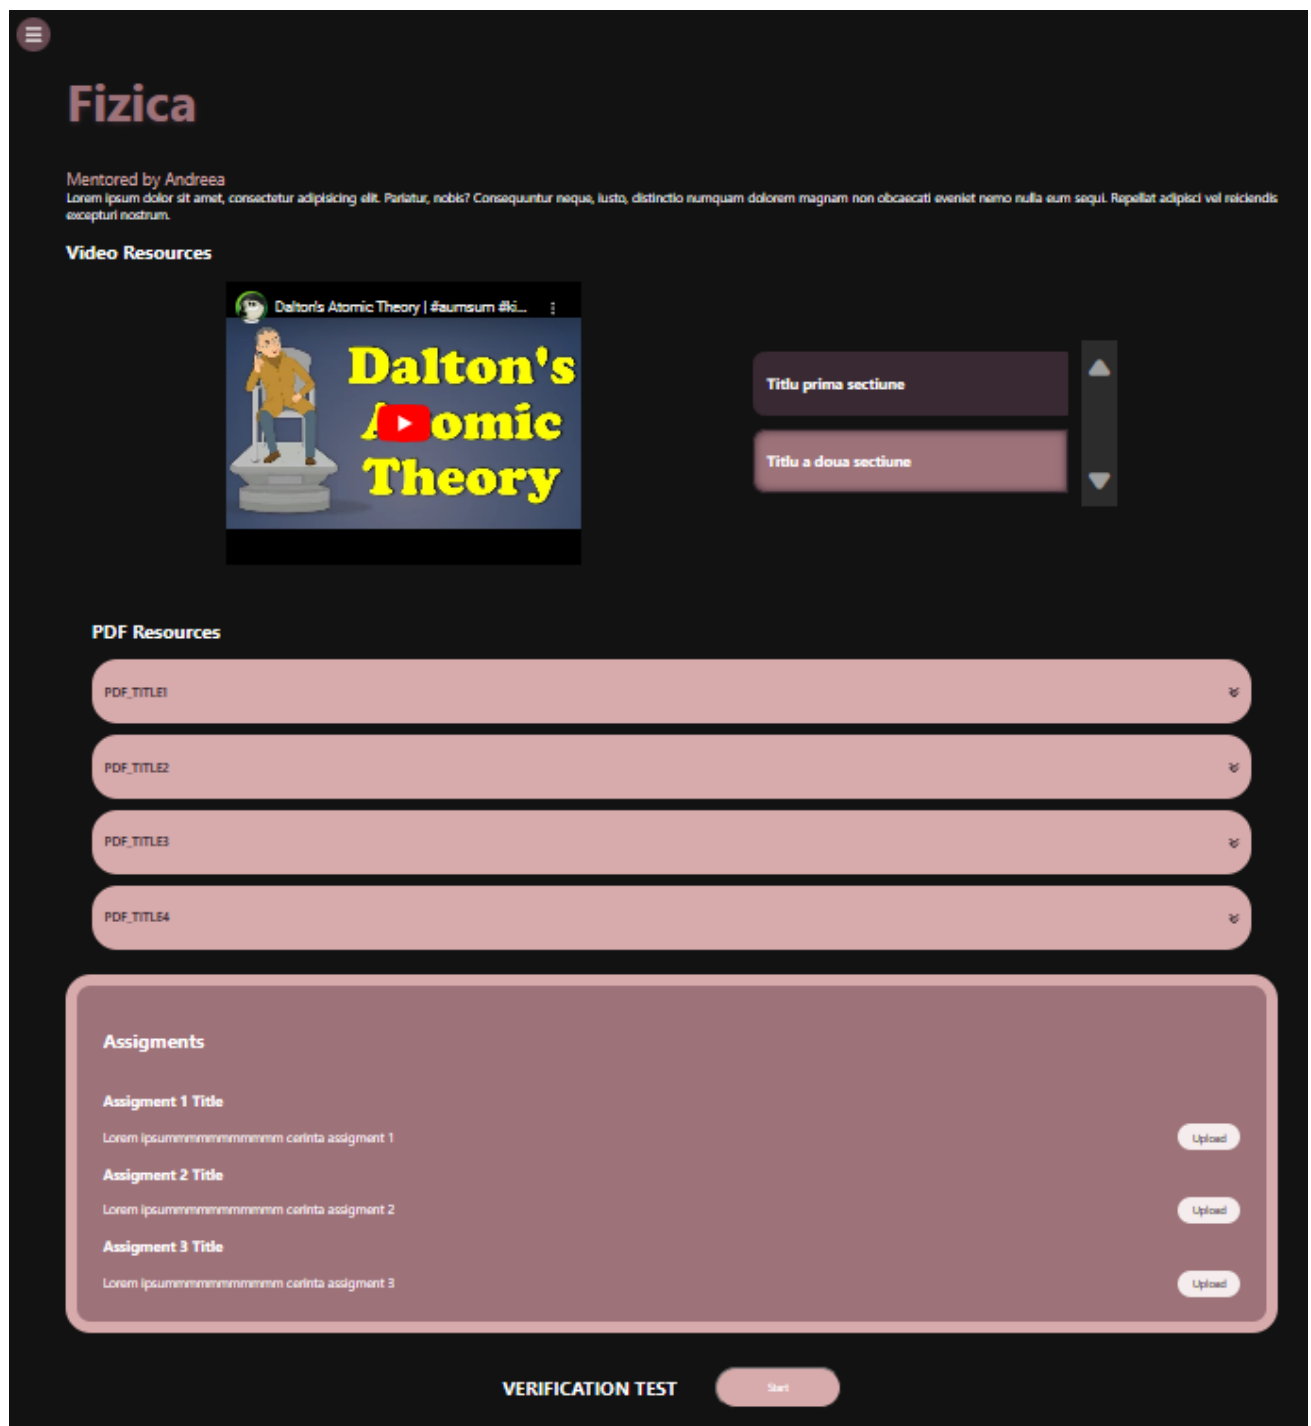 Fizica
Mentored by Andreea
Lorem ipsum dolor sit amet, consectetur adipisicing elit. Pariatur, nobis? Consequuntur neque, iusto, distinctio numquam dolorem magnam non obcaecati eveniet nemo nulla eum sequi. Repellat adipisci vel reiciendis
excepturi nostrum.
Video Resources
Dalton's Atomic Theory | #aumsum #ki...
Dalton's
Atomic
Theory
Titlu prima sectiune
Titlu a doua sectiune
PDF Resources
PDF_TITLE1
PDF_TITLE2
PDF_TITLE3
PDF_TITLE4
Assigments
Assigment 1 Title
Lorem ipsummmmmmmmmmm cerinta assigment 1
Upload
Assigment 2 Title
Lorem ipsummmmmmmmmmm cerinta assigment 2
Upload
Assigment 3 Title
Lorem ipsummmmmmmmmmm cerinta assigment 3
Upload
VERIFICATION TEST
Start